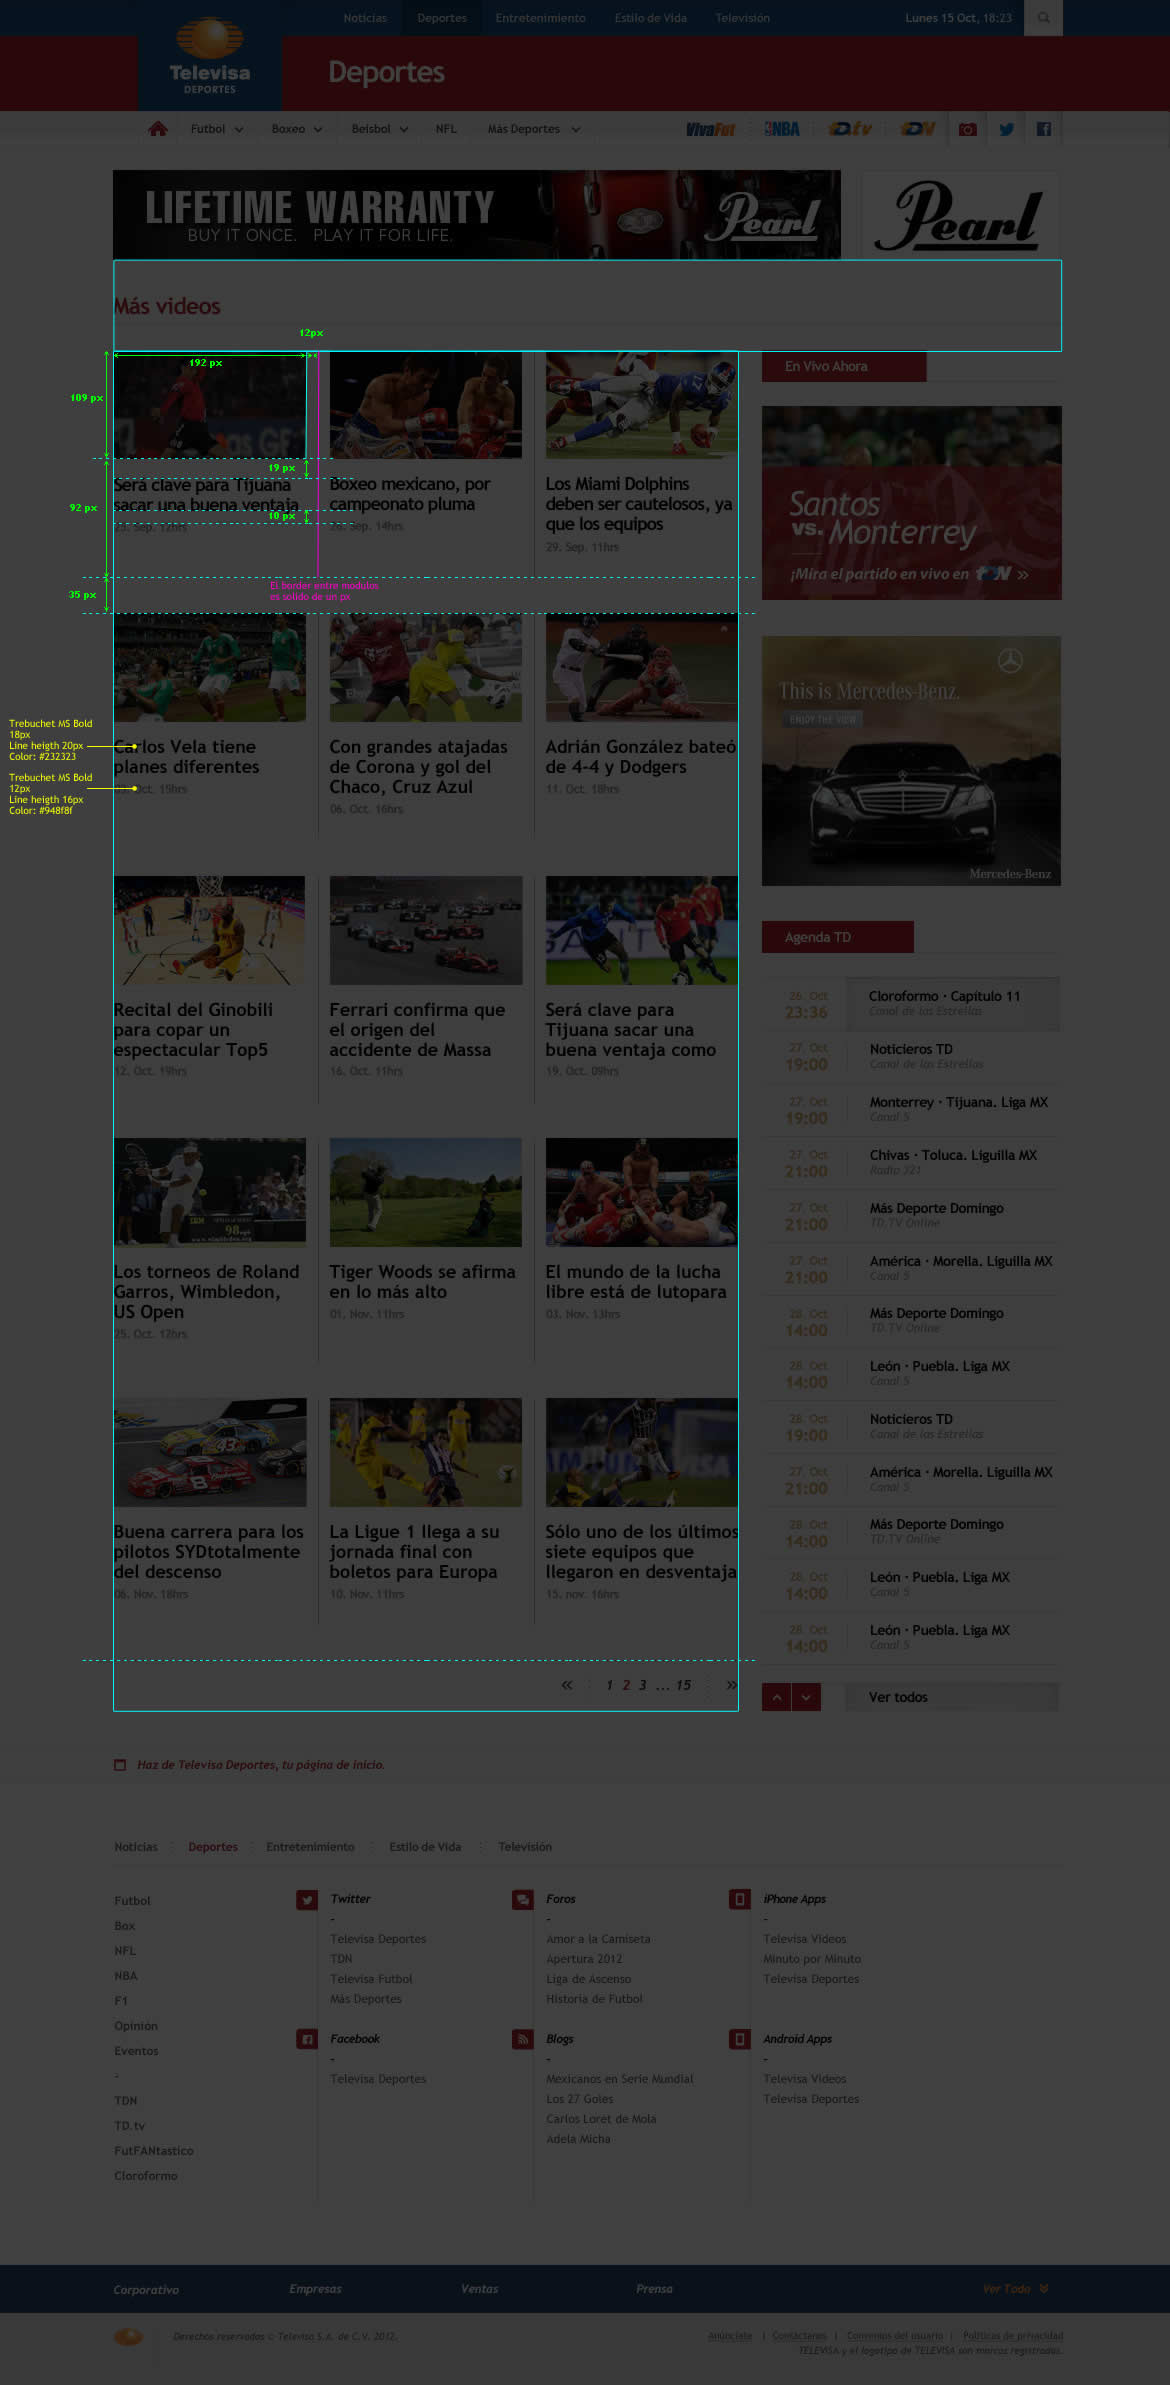 Noticias Deportes Entretenimiento Estilo de Vida Televisión Lunes 15 Oct, 18:23
Televisa
DEPORTES
Deportes
Futbol Boxeo Beisbol NFL Más Deportes VivaFut NBA TD.tv TDN
LIFETIME WARRANTY
BUY IT ONCE. PLAY IT FOR LIFE.
Pearl
Pearl
Más videos
12px
192 px
109 px
19 px
92 px
10 px
35 px
El border entre modulos
es solido de un px
Será clave para Tijuana
sacar una buena ventaja
23. Sep. 12hrs
Boxeo mexicano, por
campeonato pluma
26. Sep. 14hrs
Los Miami Dolphins
deben ser cautelosos, ya
que los equipos
29. Sep. 11hrs
Trebuchet MS Bold
18px
Line heigth 20px
Color: #232323
Trebuchet MS Bold
12px
Line heigth 16px
Color: #948f8f
Carlos Vela tiene
planes diferentes
Oct. 15hrs
Con grandes atajadas
de Corona y gol del
Chaco, Cruz Azul
06. Oct. 16hrs
Adrián González bateó
de 4-4 y Dodgers
11. Oct. 18hrs
Recital del Ginobili
para copar un
espectacular Top5
12. Oct. 19hrs
Ferrari confirma que
el origen del
accidente de Massa
16. Oct. 11hrs
Será clave para
Tijuana sacar una
buena ventaja como
19. Oct. 09hrs
Los torneos de Roland
Garros, Wimbledon,
US Open
25. Oct. 17hrs
Tiger Woods se afirma
en lo más alto
01. Nov. 11hrs
El mundo de la lucha
libre está de lutopara
03. Nov. 13hrs
Buena carrera para los
pilotos SYDtotalmente
del descenso
06. Nov. 18hrs
La Ligue 1 llega a su
jornada final con
boletos para Europa
10. Nov. 11hrs
Sólo uno de los últimos
siete equipos que
llegaron en desventaja
15. nov. 16hrs
« 1 2 3 ... 15 »
En Vivo Ahora
Santos
vs. Monterrey
¡Mira el partido en vivo en TDN »
This is Mercedes-Benz.
ENJOY THE VIEW
Mercedes-Benz
Agenda TD
26. Oct Cloroformo · Capítulo 11
23:36 Canal de las Estrellas
27. Oct Noticieros TD
19:00 Canal de las Estrellas
27. Oct Monterrey · Tijuana. Liga MX
19:00 Canal 5
27. Oct Chivas · Toluca. Liguilla MX
21:00 Radio 321
27. Oct Más Deporte Domingo
21:00 TD.TV Online
27. Oct América · Morelia. Liguilla MX
21:00 Canal 5
28. Oct Más Deporte Domingo
14:00 TD.TV Online
28. Oct León · Puebla. Liga MX
14:00 Canal 5
28. Oct Noticieros TD
19:00 Canal de las Estrellas
27. Oct América · Morelia. Liguilla MX
21:00 Canal 5
28. Oct Más Deporte Domingo
14:00 TD.TV Online
28. Oct León · Puebla. Liga MX
14:00 Canal 5
28. Oct León · Puebla. Liga MX
14:00 Canal 5
Ver todos
Haz de Televisa Deportes, tu página de inicio.
Noticias Deportes Entretenimiento Estilo de Vida Televisión
Futbol
Box
NFL
NBA
F1
Opinión
Eventos
-
TDN
TD.tv
FutFANtastico
Cloroformo
Twitter
-
Televisa Deportes
TDN
Televisa Futbol
Más Deportes
Foros
-
Amor a la Camiseta
Apertura 2012
Liga de Ascenso
Historia de Futbol
iPhone Apps
-
Televisa Videos
Minuto por Minuto
Televisa Deportes
Facebook
-
Televisa Deportes
Blogs
-
Mexicanos en Serie Mundial
Los 27 Goles
Carlos Loret de Mola
Adela Micha
Android Apps
-
Televisa Videos
Televisa Deportes
Corporativo Empresas Ventas Prensa Ver Todo
Derechos reservados © Televisa S.A. de C.V. 2012.
Anúnciate | Contáctanos | Convenios del usuario | Políticas de privacidad
TELEVISA y el logotipo de TELEVISA son marcas registradas.